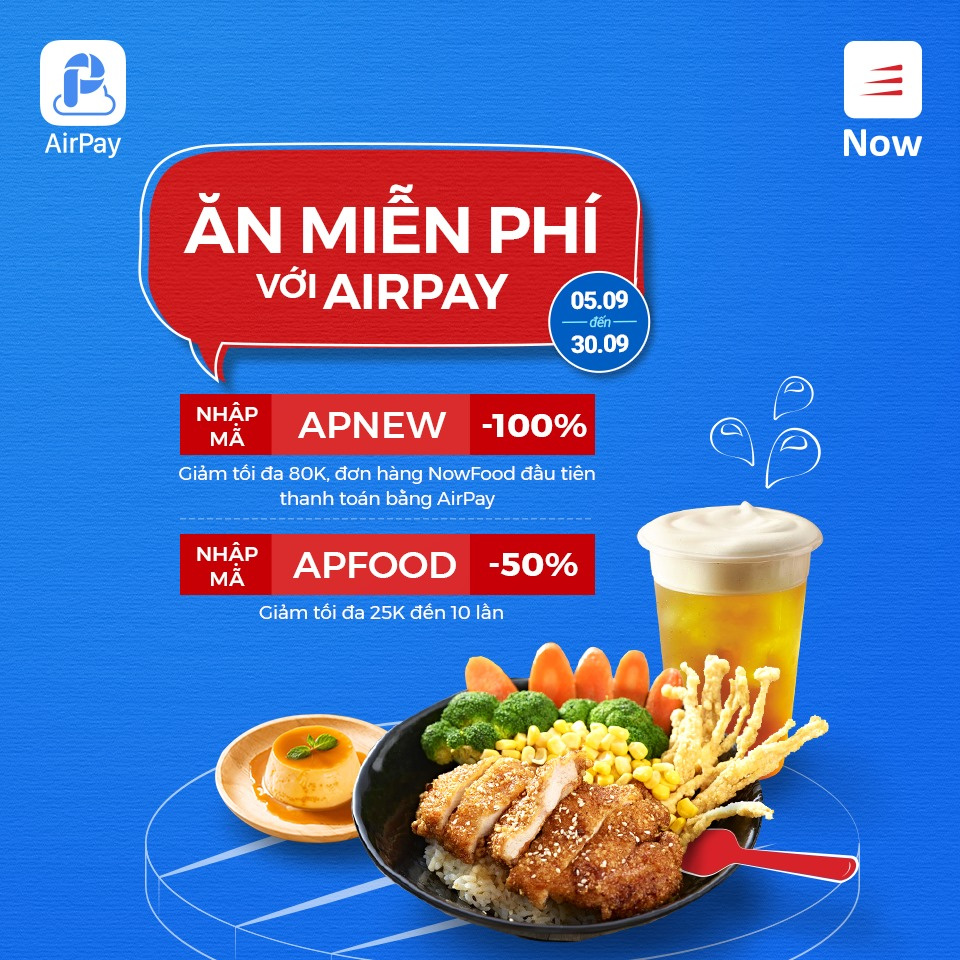 AirPay
Now
ĂN MIỄN PHÍ
VỚI AIRPAY
05.09
đến
30.09
NHẬP MÃ APNEW -100%
Giảm tối đa 80K, đơn hàng NowFood đầu tiên
thanh toán bằng AirPay
NHẬP MÃ APFOOD -50%
Giảm tối đa 25K đến 10 lần